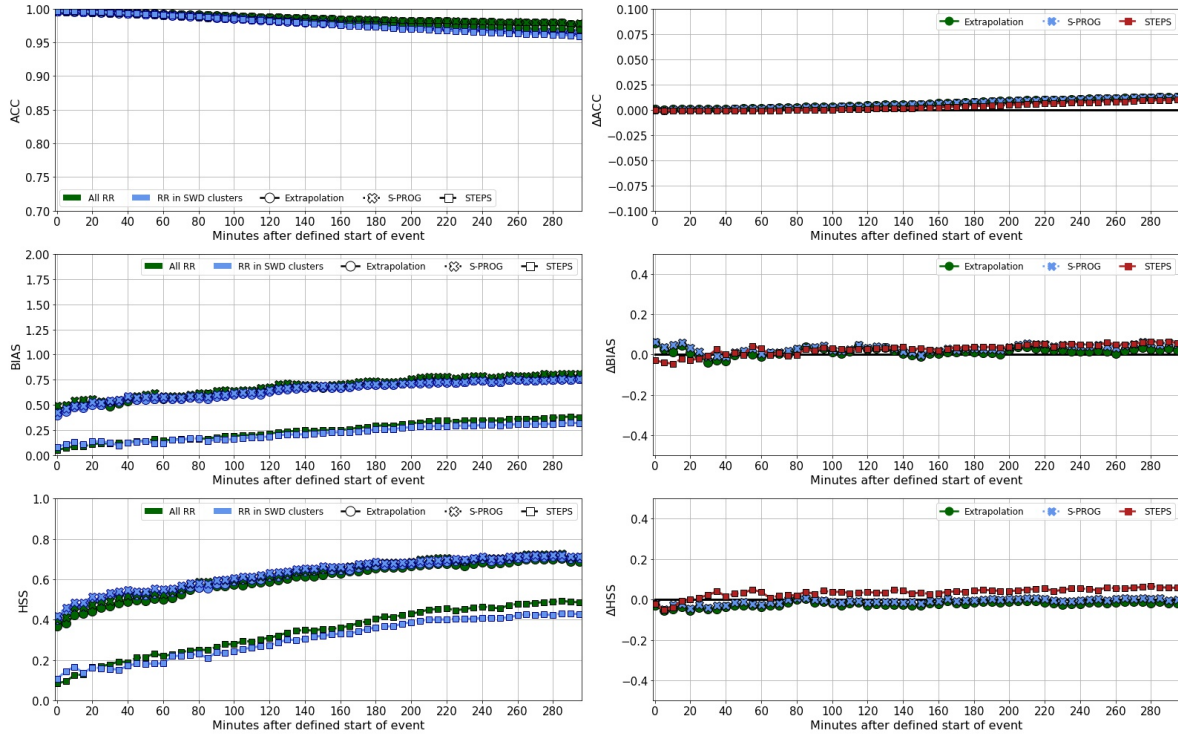 1.00
0.95
0.90
0.85
0.80
0.75
0.70
ACC
All RR RR in SWD clusters Extrapolation S-PROG STEPS
0 20 40 60 80 100 120 140 160 180 200 220 240 260 280
Minutes after defined start of event
0.100
0.075
0.050
0.025
0.000
−0.025
−0.050
−0.075
−0.100
ΔACC
Extrapolation S-PROG STEPS
0 20 40 60 80 100 120 140 160 180 200 220 240 260 280
Minutes after defined start of event
2.00
1.75
1.50
1.25
1.00
0.75
0.50
0.25
0.00
BIAS
All RR RR in SWD clusters Extrapolation S-PROG STEPS
0 20 40 60 80 100 120 140 160 180 200 220 240 260 280
Minutes after defined start of event
0.4
0.2
0.0
−0.2
−0.4
ΔBIAS
Extrapolation S-PROG STEPS
0 20 40 60 80 100 120 140 160 180 200 220 240 260 280
Minutes after defined start of event
1.0
0.8
0.6
0.4
0.2
0.0
HSS
All RR RR in SWD clusters Extrapolation S-PROG STEPS
0 20 40 60 80 100 120 140 160 180 200 220 240 260 280
Minutes after defined start of event
0.4
0.2
0.0
−0.2
−0.4
ΔHSS
Extrapolation S-PROG STEPS
0 20 40 60 80 100 120 140 160 180 200 220 240 260 280
Minutes after defined start of event